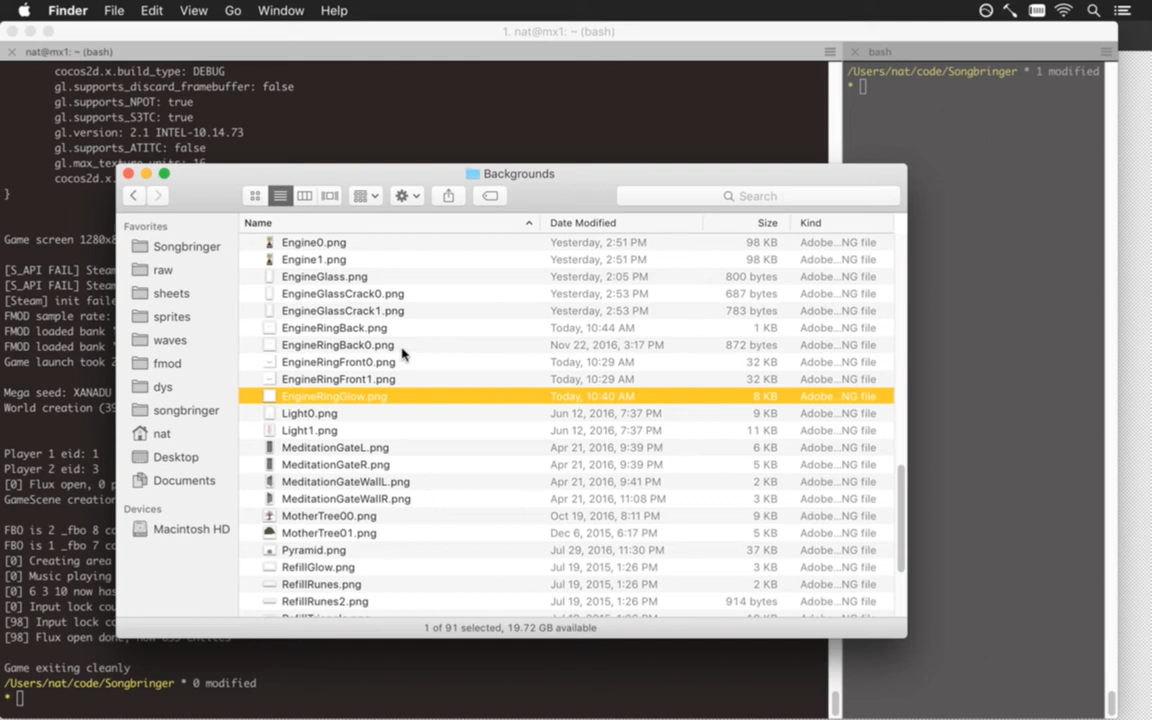 Finder File Edit View Go Window Help
1. nat@mx1: ~ (bash)
nat@mx1: ~ (bash)
bash
cocos2d.x.build_type: DEBUG
gl.supports_discard_framebuffer: false
gl.supports_NPOT: true
gl.supports_S3TC: true
gl.version: 2.1 INTEL-10.14.73
gl.supports_ATITC: false
gl.max_texture_units: 16
cocos2d.x.
}
Game screen 1280x8
[S_API FAIL] Steam
[S_API FAIL] Steam
[Steam] init faile
FMOD sample rate:
FMOD loaded bank '
FMOD loaded bank '
Game launch took 2
Mega seed: XANADU
World creation (39
Player 1 eid: 1
Player 2 eid: 3
[0] Flux open, 0 p
GameScene creation
FBO is 2 _fbo 8 co
FBO is 1 _fbo 7 co
[0] Creating area
[0] Music playing
[0] 6 3 10 now has
[0] Input lock cou
[98] Input lock co
[98] Flux open done, now 653 entities
Game exiting cleanly
/Users/nat/code/Songbringer * 0 modified
*
/Users/nat/code/Songbringer * 1 modified
*
Backgrounds
Search
Favorites
Songbringer
raw
sheets
sprites
waves
fmod
dys
songbringer
nat
Desktop
Documents
Devices
Macintosh HD
Name Date Modified Size Kind
Engine0.png Yesterday, 2:51 PM 98 KB Adobe...NG file
Engine1.png Yesterday, 2:51 PM 98 KB Adobe...NG file
EngineGlass.png Yesterday, 2:05 PM 800 bytes Adobe...NG file
EngineGlassCrack0.png Yesterday, 2:53 PM 687 bytes Adobe...NG file
EngineGlassCrack1.png Yesterday, 2:53 PM 783 bytes Adobe...NG file
EngineRingBack.png Today, 10:44 AM 1 KB Adobe...NG file
EngineRingBack0.png Nov 22, 2016, 3:17 PM 872 bytes Adobe...NG file
EngineRingFront0.png Today, 10:29 AM 32 KB Adobe...NG file
EngineRingFront1.png Today, 10:29 AM 32 KB Adobe...NG file
EngineRingGlow.png Today, 10:40 AM 8 KB Adobe...NG file
Light0.png Jun 12, 2016, 7:37 PM 9 KB Adobe...NG file
Light1.png Jun 12, 2016, 7:37 PM 11 KB Adobe...NG file
MeditationGateL.png Apr 21, 2016, 9:39 PM 6 KB Adobe...NG file
MeditationGateR.png Apr 21, 2016, 9:39 PM 5 KB Adobe...NG file
MeditationGateWallL.png Apr 21, 2016, 9:41 PM 2 KB Adobe...NG file
MeditationGateWallR.png Apr 21, 2016, 11:08 PM 3 KB Adobe...NG file
MotherTree00.png Oct 19, 2016, 8:11 PM 9 KB Adobe...NG file
MotherTree01.png Dec 6, 2015, 6:17 PM 5 KB Adobe...NG file
Pyramid.png Jul 29, 2016, 11:30 PM 37 KB Adobe...NG file
RefillGlow.png Jul 19, 2015, 1:26 PM 3 KB Adobe...NG file
RefillRunes.png Jul 19, 2015, 1:26 PM 2 KB Adobe...NG file
RefillRunes2.png Jul 19, 2015, 1:26 PM 914 bytes Adobe...NG file
1 of 91 selected, 19.72 GB available